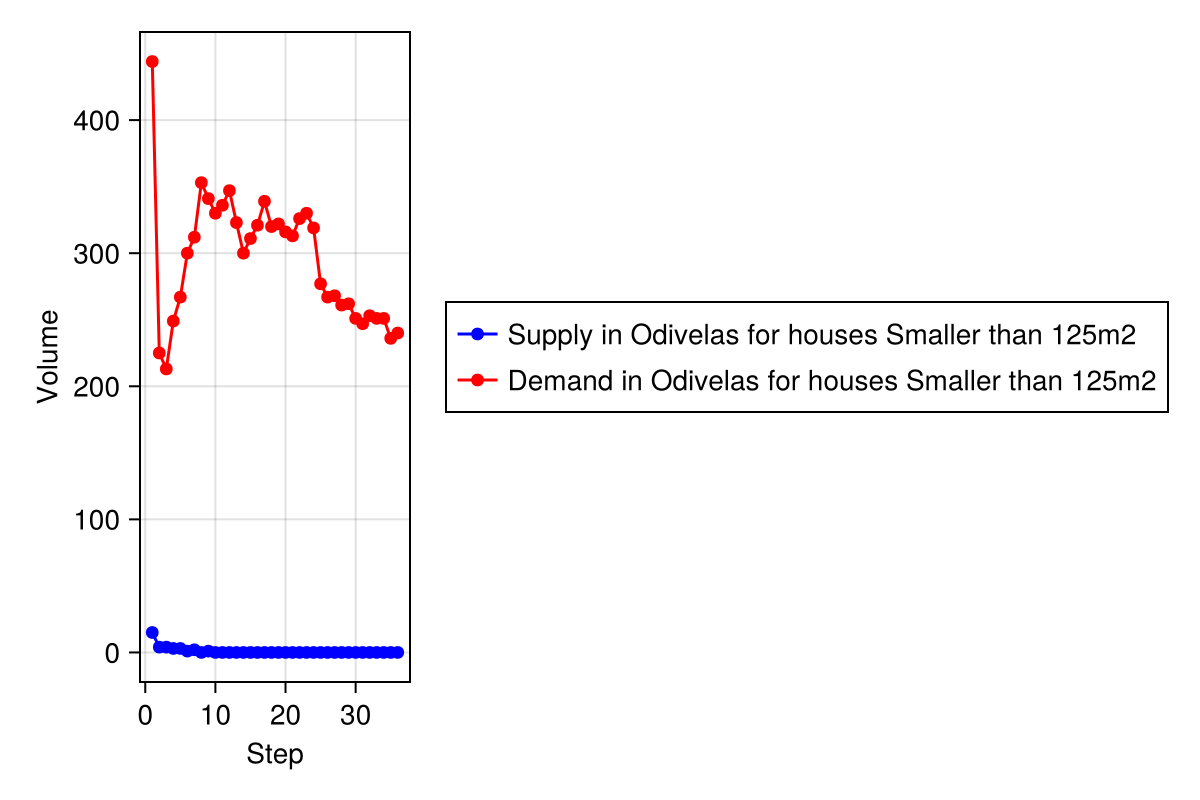 Volume
400
300
200
100
0
0 10 20 30
Step
Supply in Odivelas for houses Smaller than 125m2
Demand in Odivelas for houses Smaller than 125m2